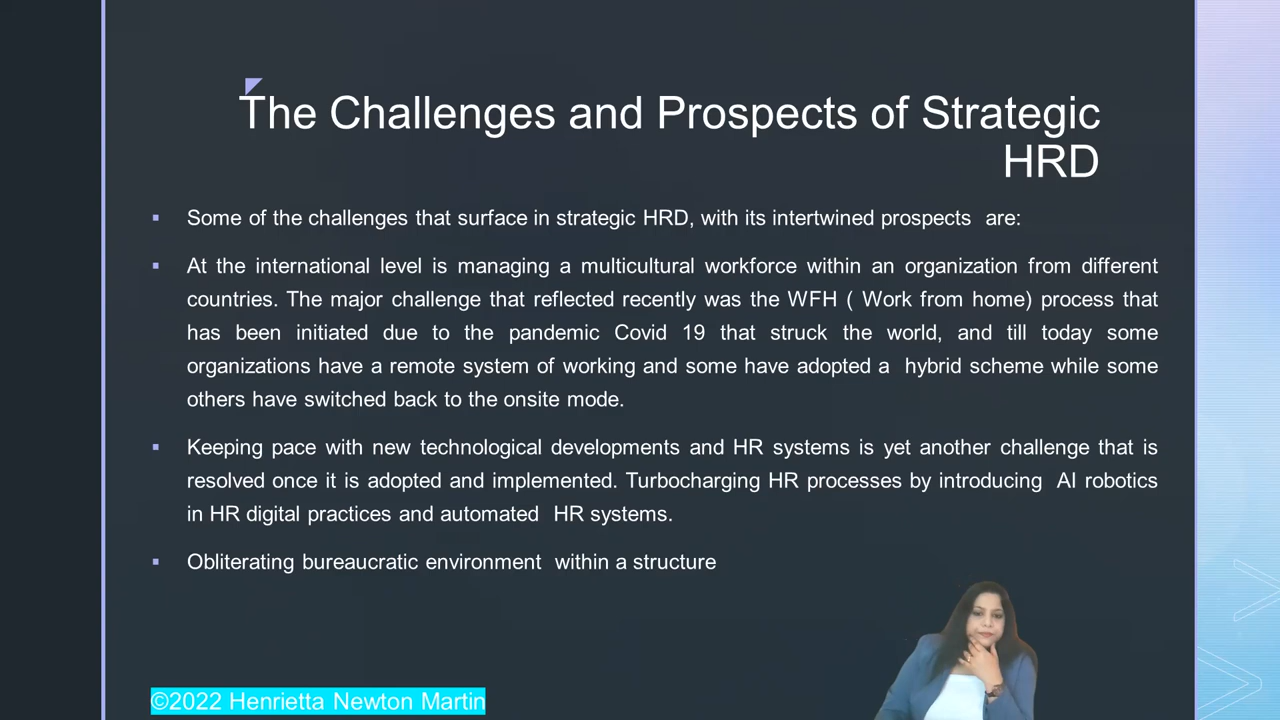 The Challenges and Prospects of Strategic
HRD
Some of the challenges that surface in strategic HRD, with its intertwined prospects are:
At the international level is managing a multicultural workforce within an organization from different
countries. The major challenge that reflected recently was the WFH ( Work from home) process that
has been initiated due to the pandemic Covid 19 that struck the world, and till today some
organizations have a remote system of working and some have adopted a hybrid scheme while some
others have switched back to the onsite mode.
Keeping pace with new technological developments and HR systems is yet another challenge that is
resolved once it is adopted and implemented. Turbocharging HR processes by introducing AI robotics
in HR digital practices and automated HR systems.
Obliterating bureaucratic environment within a structure
©2022 Henrietta Newton Martin